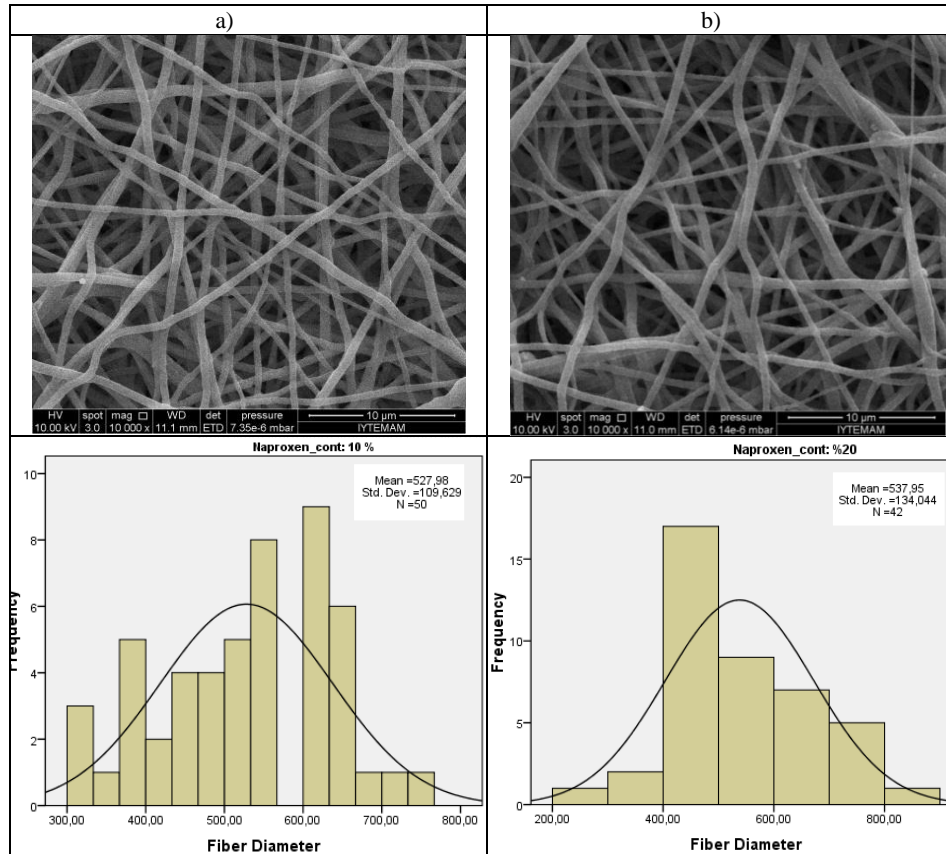 a)
b)
HV spot mag WD det pressure 10 µm
10.00 kV 3.0 10 000 x 11.1 mm ETD 7.35e-6 mbar IYTEMAM
HV spot mag WD det pressure 10 µm
10.00 kV 3.0 10 000 x 11.0 mm ETD 6.14e-6 mbar IYTEMAM
Naproxen_cont: 10 %
Mean =527,98
Std. Dev. =109,629
N =50
10
8
6
4
2
0
Frequency
300,00 400,00 500,00 600,00 700,00 800,00
Fiber Diameter
Naproxen_cont: %20
Mean =537,95
Std. Dev. =134,044
N =42
20
15
10
5
0
Frequency
200,00 400,00 600,00 800,00
Fiber Diameter